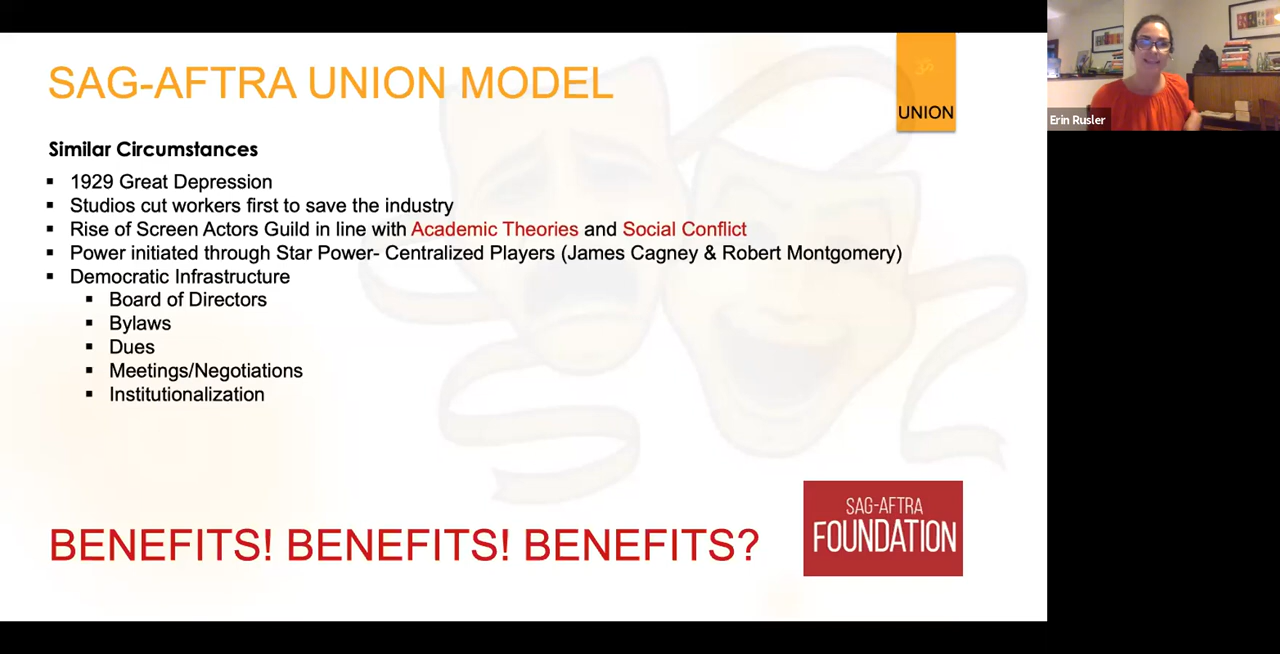 SAG-AFTRA UNION MODEL
UNION
Erin Rusler
Similar Circumstances
▪ 1929 Great Depression
▪ Studios cut workers first to save the industry
▪ Rise of Screen Actors Guild in line with Academic Theories and Social Conflict
▪ Power initiated through Star Power- Centralized Players (James Cagney & Robert Montgomery)
▪ Democratic Infrastructure
▪ Board of Directors
▪ Bylaws
▪ Dues
▪ Meetings/Negotiations
▪ Institutionalization
BENEFITS! BENEFITS! BENEFITS?
SAG-AFTRA
FOUNDATION